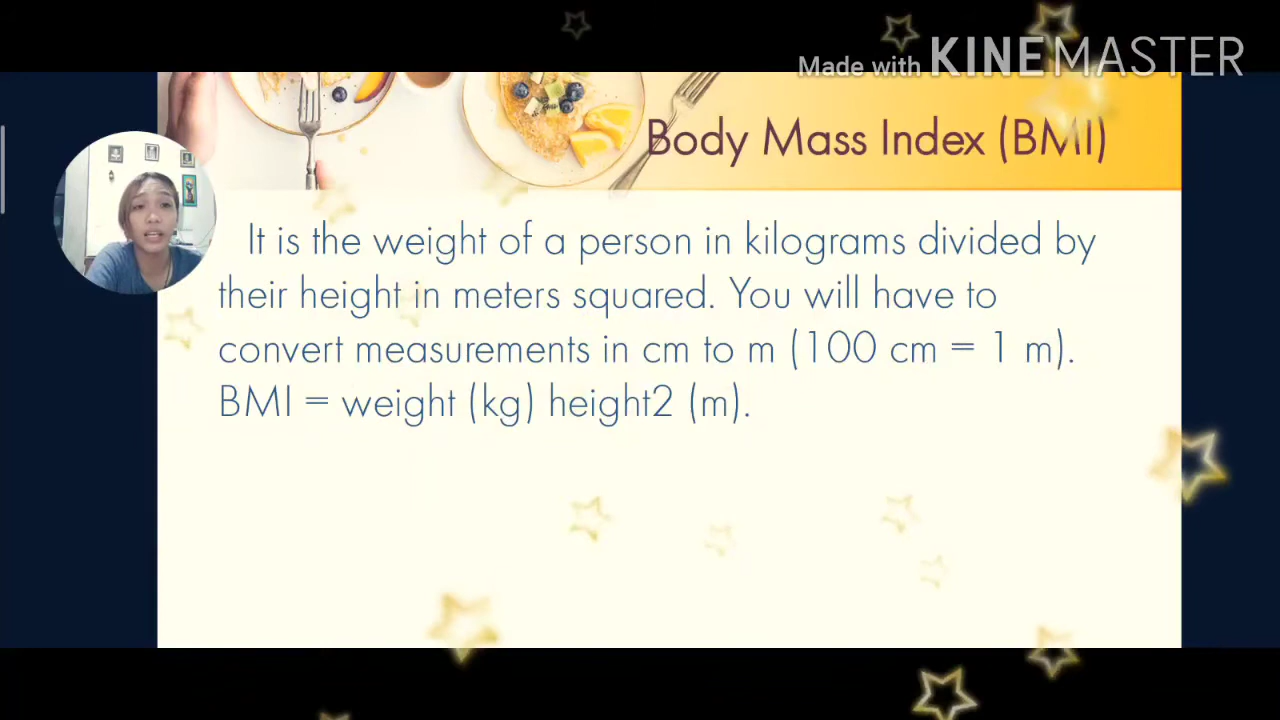 Made with KINEMASTER
Body Mass Index (BMI)
It is the weight of a person in kilograms divided by
their height in meters squared. You will have to
convert measurements in cm to m (100 cm = 1 m).
BMI = weight (kg) height2 (m).